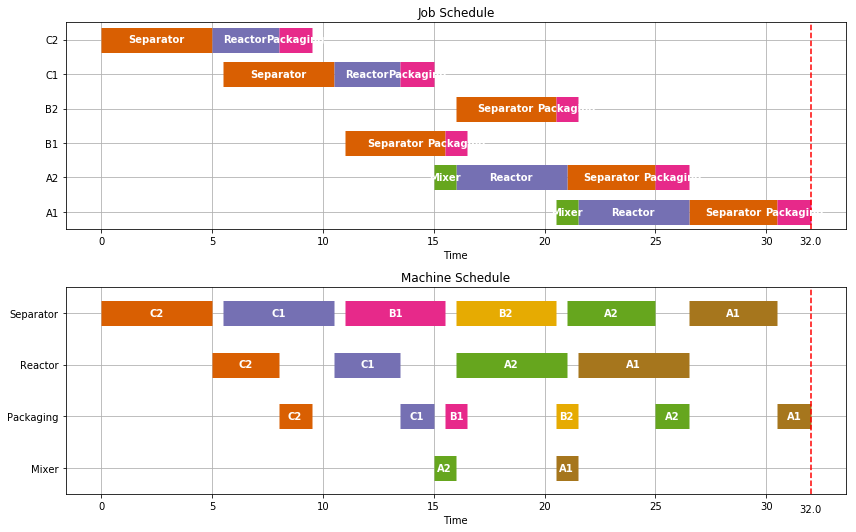 Job Schedule
C2 Separator Reactor Packaging
C1 Separator Reactor Packaging
B2 Separator Packaging
B1 Separator Packaging
A2 Mixer Reactor Separator Packaging
A1 Mixer Reactor Separator Packaging
0 5 10 15 20 25 30 32.0
Time
Machine Schedule
Separator C2 C1 B1 B2 A2 A1
Reactor C2 C1 A2 A1
Packaging C2 C1 B1 B2 A2 A1
Mixer A2 A1
0 5 10 15 20 25 30 32.0
Time